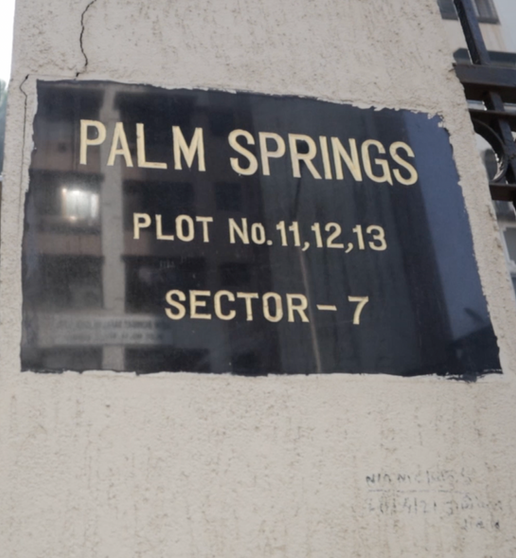 PALM SPRINGS
PLOT No. 11,12,13
SECTOR - 7